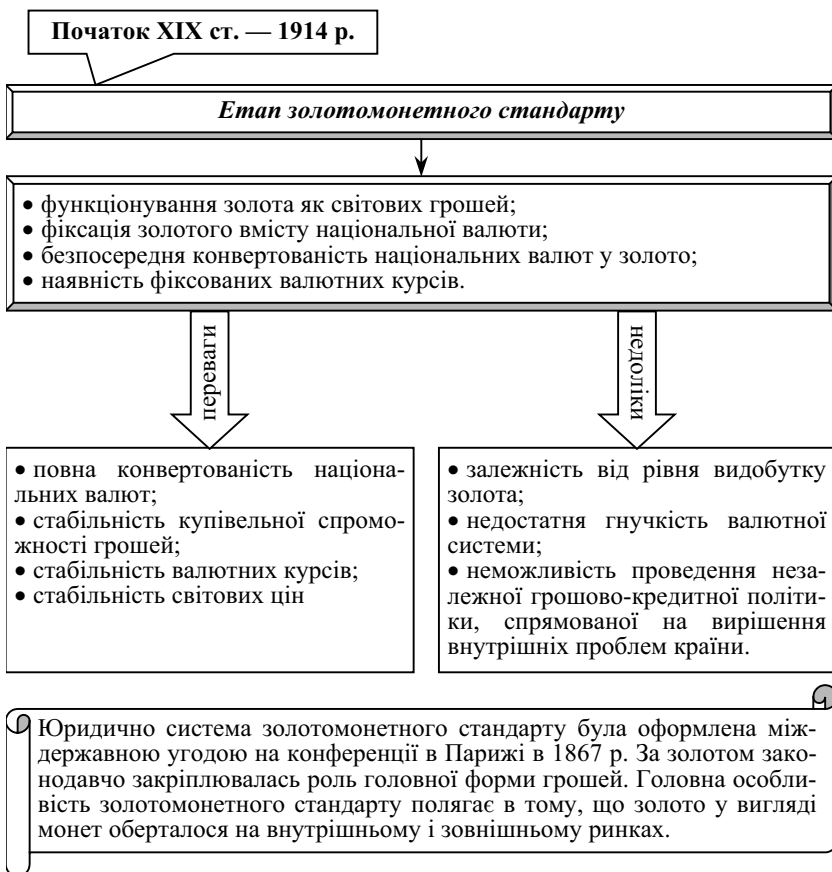 Початок XIX ст. — 1914 р.
Етап золотомонетного стандарту
• функціонування золота як світових грошей;
• фіксація золотого вмісту національної валюти;
• безпосередня конвертованість національних валют у золото;
• наявність фіксованих валютних курсів.
переваги
недоліки
• повна конвертованість націона-
льних валют;
• стабільність купівельної спромо-
жності грошей;
• стабільність валютних курсів;
• стабільність світових цін
• залежність від рівня видобутку
золота;
• недостатня гнучкість валютної
системи;
• неможливість проведення неза-
лежної грошово-кредитної політи-
ки, спрямованої на вирішення
внутрішніх проблем країни.
Юридично система золотомонетного стандарту була оформлена між-
державною угодою на конференції в Парижі в 1867 р. За золотом зако-
нодавчо закріплювалась роль головної форми грошей. Головна особли-
вість золотомонетного стандарту полягає в тому, що золото у вигляді
монет оберталося на внутрішньому і зовнішньому ринках.